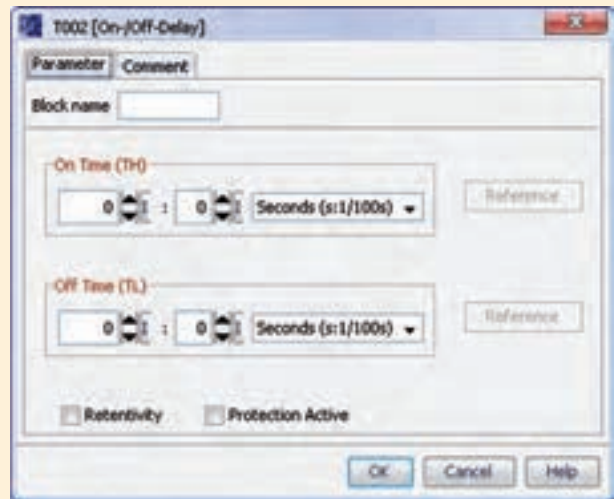 T002 [On-/Off-Delay]
Parameter Comment
Block name
On Time (TH)
0 : 0 Seconds (s:1/100s) Reference
Off Time (TL)
0 : 0 Seconds (s:1/100s) Reference
Retentivity Protection Active
OK Cancel Help